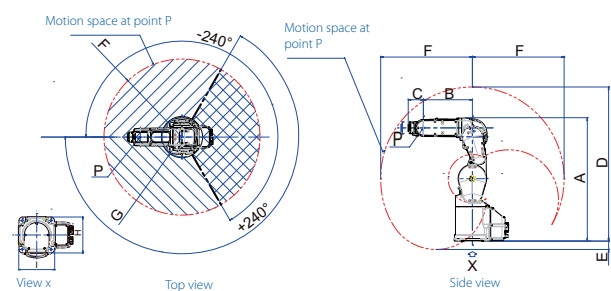 Motion space at point P
F
-240°
P
G
+240°
H
I
View x
Top view
Motion space at
point P
F
F
C
B
P
A
D
E
X
Side view